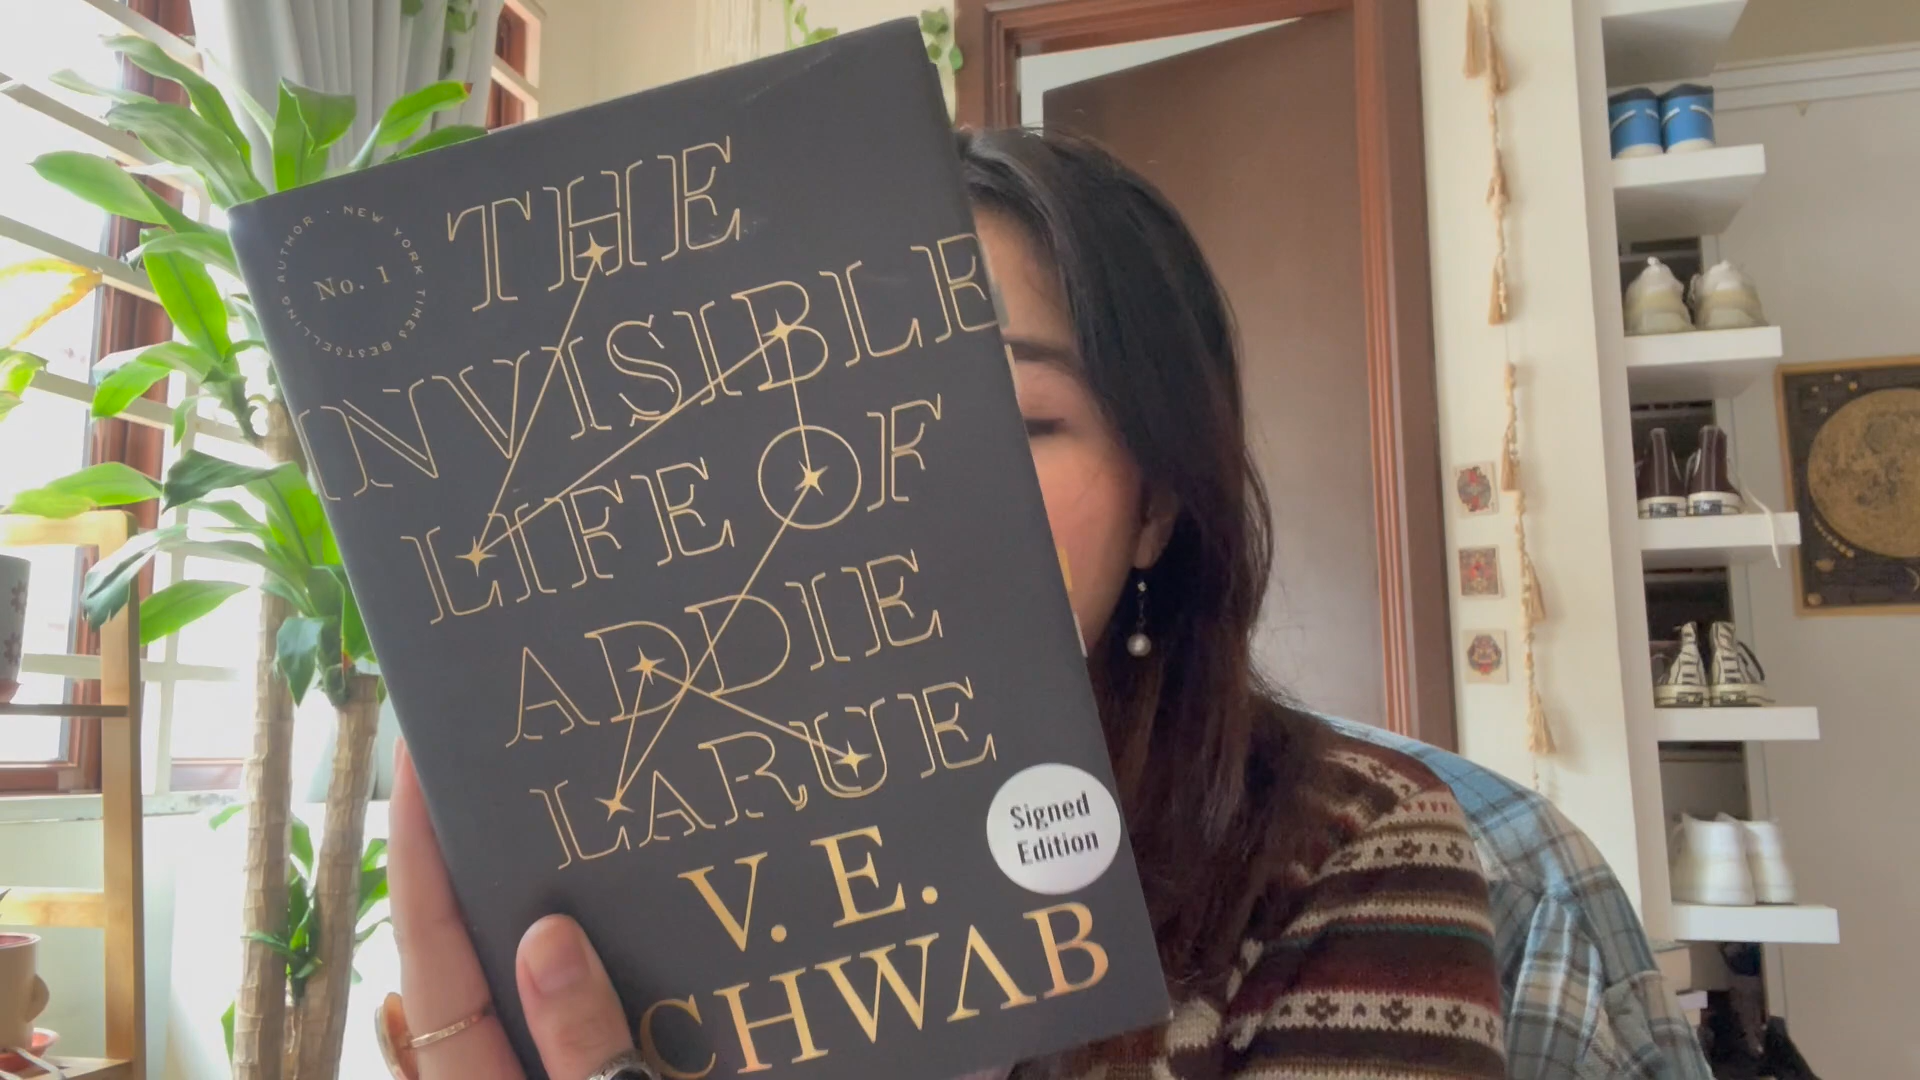 NEW YORK TIMES BESTSELLING AUTHOR ·
No. 1
THE
INVISIBLE
LIFE OF
ADDIE
LARUE
Signed
Edition
V. E.
CHWAB